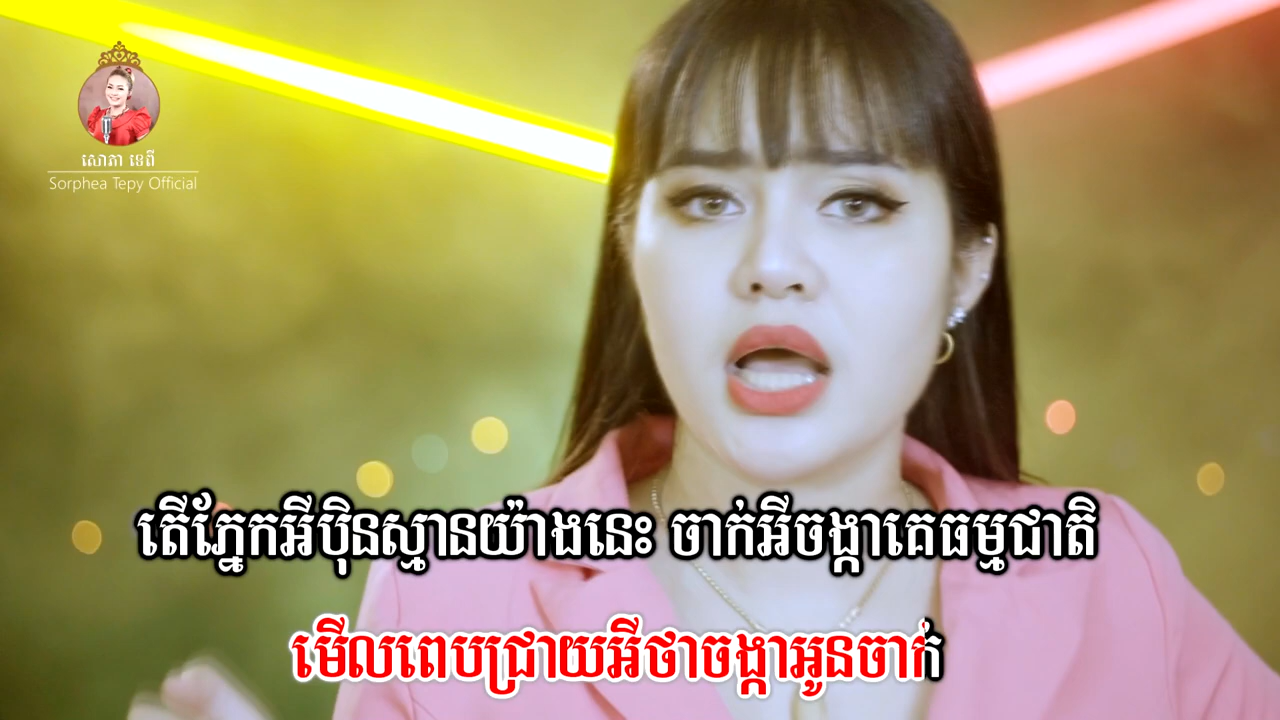 សោភា ទេពី
Sorphea Tepy Official
តើភ្នែកអីប៉ិនស្មានយ៉ាងនេះ ចាក់អីចង្កាគេធម្មជាតិ
មើលពេបជ្រាយអីថាចង្កាអូនចាក់